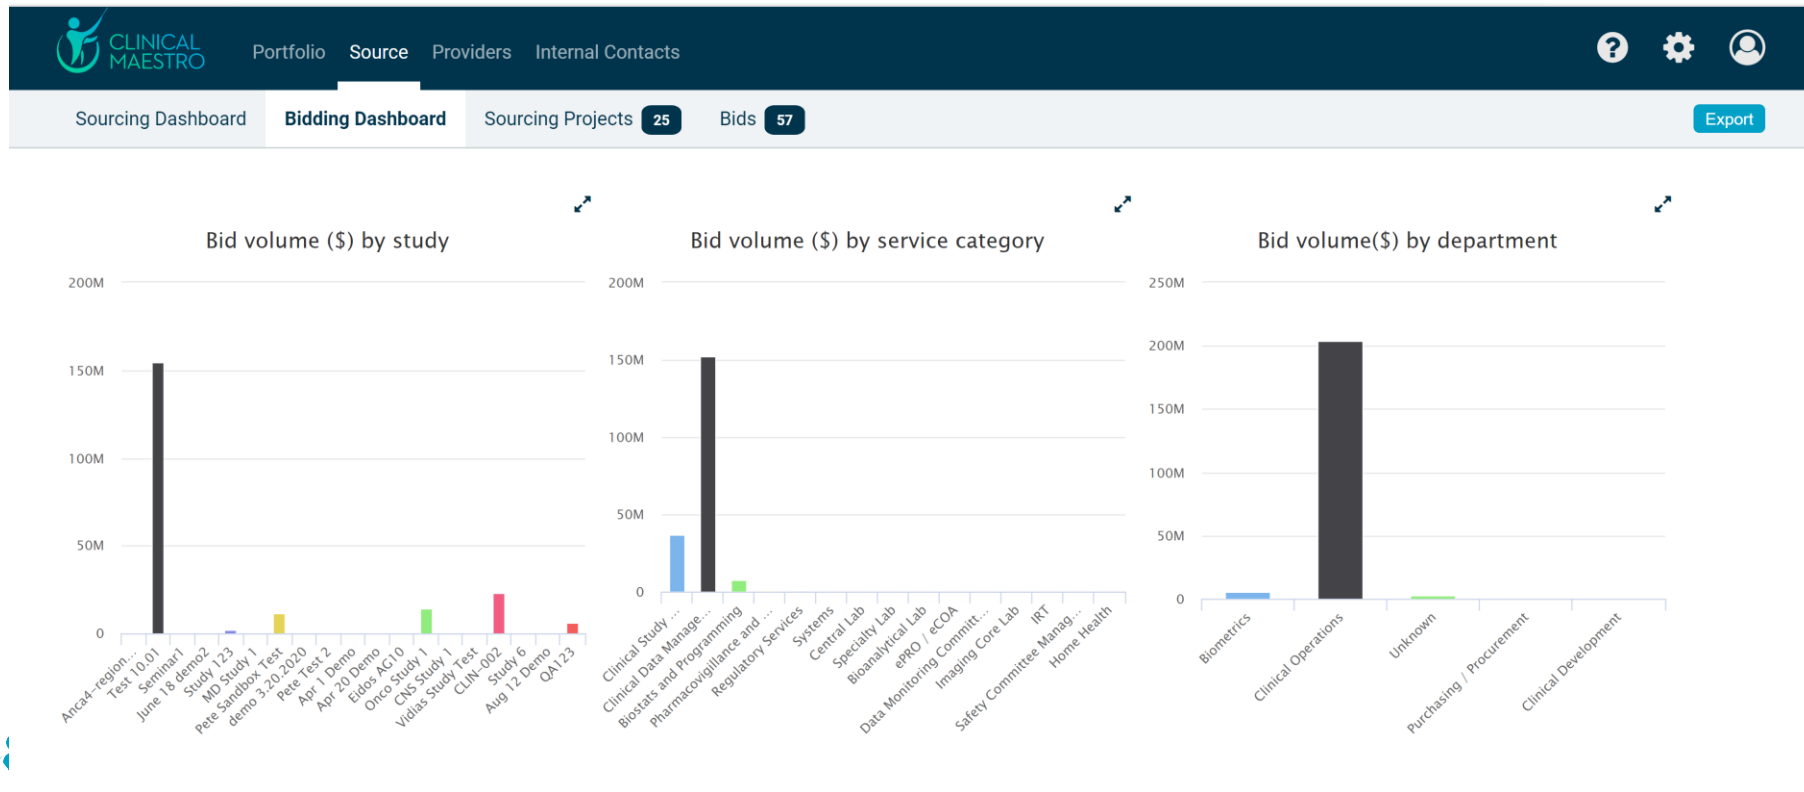 CLINICAL
MAESTRO
Portfolio Source Providers Internal Contacts
?
Sourcing Dashboard Bidding Dashboard Sourcing Projects 25 Bids 57 Export
Bid volume ($) by study
200M
150M
100M
50M
0
Anca4-region...
Test 10.01
Seminar1
June 18 demo2
Study 123
MD Study 1
Pete Sandbox Test
demo 3.20.2020
Pete Test 2
Apr 1 Demo
Apr 20 Demo
Eidos AG10
Onco Study 1
CNS Study 1
Vidias Study Test
CLIN-002
Study 6
Aug 12 Demo
QA123
Bid volume ($) by service category
200M
150M
100M
50M
0
Clinical Study ...
Clinical Data Manage...
Biostats and Programming
Pharmacovigilance and ...
Regulatory Services
Systems
Central Lab
Specialty Lab
Bioanalytical Lab
ePRO / eCOA
Data Monitoring Committ...
Imaging Core Lab
IRT
Safety Committee Manag...
Home Health
Bid volume($) by department
250M
200M
150M
100M
50M
0
Biometrics
Clinical Operations
Unknown
Purchasing / Procurement
Clinical Development